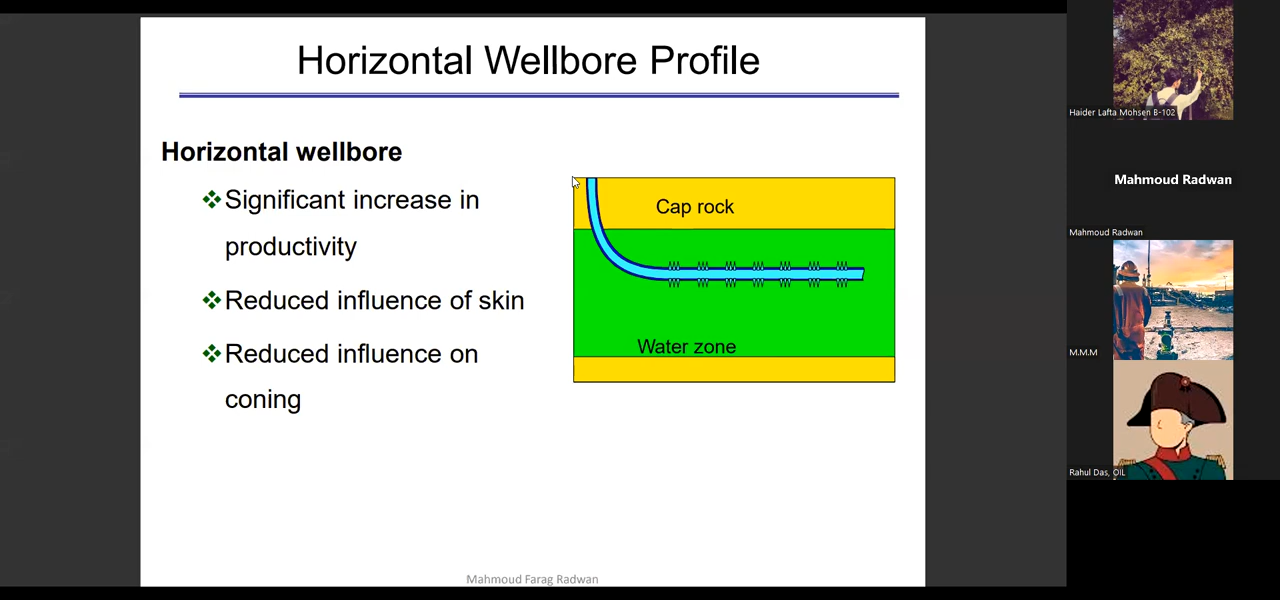 Horizontal Wellbore Profile
Horizontal wellbore
Significant increase in
productivity
Reduced influence of skin
Reduced influence on
coning
Cap rock
Water zone
Mahmoud Farag Radwan
Haider Lafta Mohsen B-102
Mahmoud Radwan
Mahmoud Radwan
M.M.M
Rahul Das, OIL